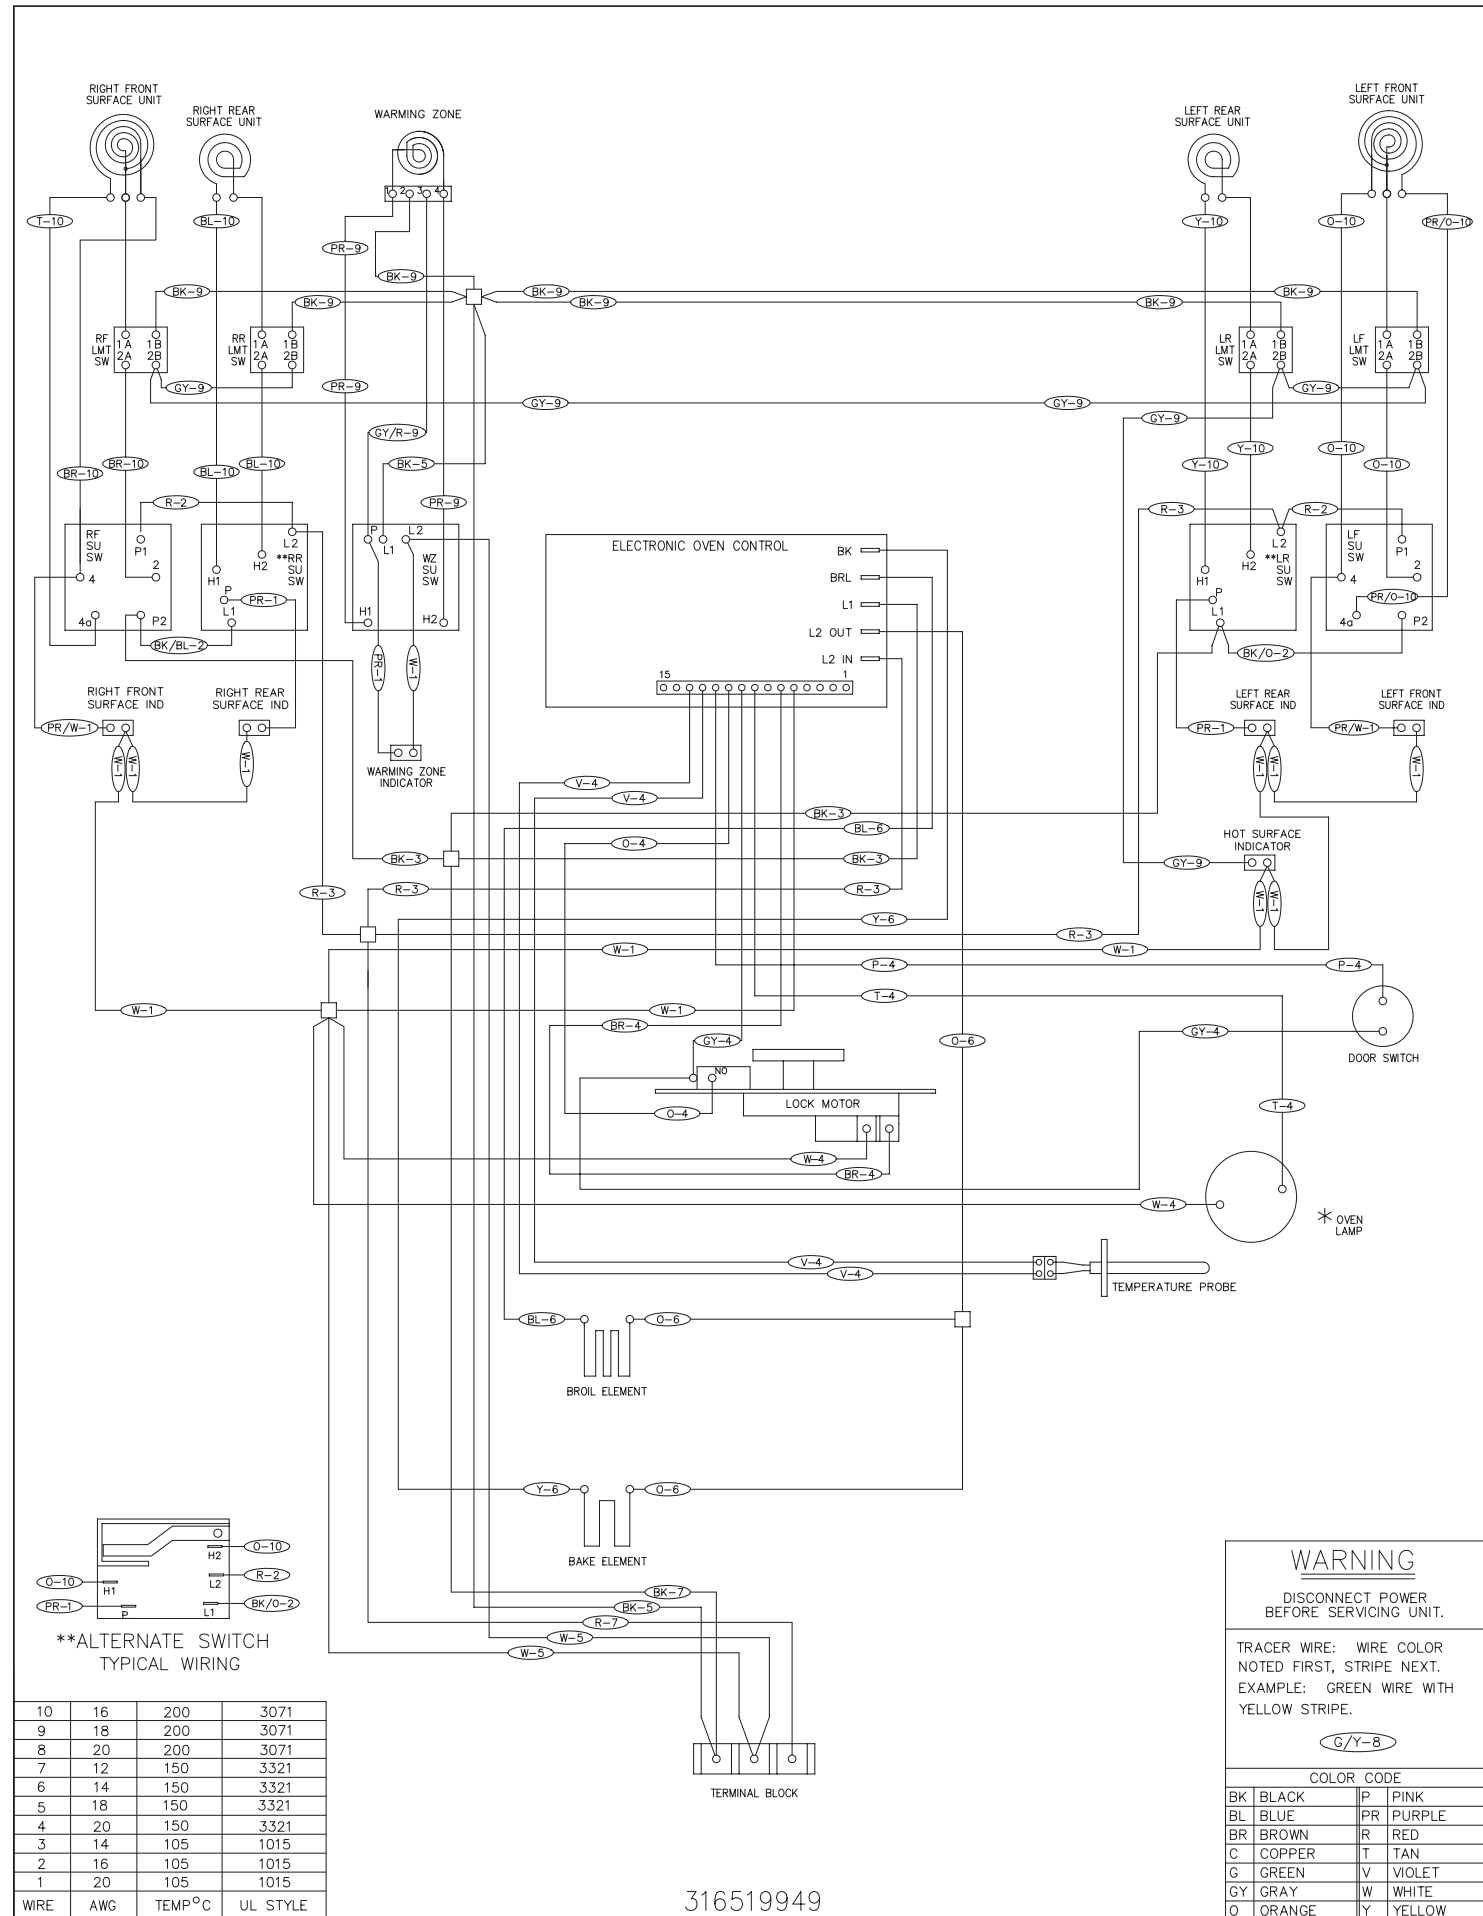 RIGHT FRONT
SURFACE UNIT
RIGHT REAR
SURFACE UNIT
WARMING ZONE
LEFT REAR
SURFACE UNIT
LEFT FRONT
SURFACE UNIT
1 2 3 4
T-10
BL-10
PR-9
Y-10
O-10
PR/O-10
BK-9
BK-9
BK-9
BK-9
BK-9
BK-9
BK-9
BK-9
RF
LMT
SW
1A 1B
2A 2B
RR
LMT
SW
1A 1B
2A 2B
LR
LMT
SW
1A 1B
2A 2B
LF
LMT
SW
1A 1B
2A 2B
GY-9
PR-9
GY-9
GY-9
GY-9
GY-9
GY/R-9
BR-10
BR-10
BL-10
BL-10
BK-5
Y-10
Y-10
O-10
O-10
R-2
PR-9
R-3
R-2
RF
SU
SW
P1
2
4
4a
P2
L2
**RR
SU
SW
H1
H2
P
L1
PR-1
BK/BL-2
P
L1
L2
WZ
SU
SW
H1
H2
PR-1
W-1
ELECTRONIC OVEN CONTROL
BK
BRL
L1
L2 OUT
L2 IN
15
1
L2
**LR
SU
SW
H1
H2
P
L1
LF
SU
SW
P1
2
4
PR/O-10
4a
P2
BK/O-2
RIGHT FRONT
SURFACE IND
RIGHT REAR
SURFACE IND
PR/W-1
W-1
W-1
W-1
WARMING ZONE
INDICATOR
LEFT REAR
SURFACE IND
LEFT FRONT
SURFACE IND
PR-1
PR/W-1
W-1
W-1
W-1
V-4
V-4
BK-3
BL-6
O-4
BK-3
BK-3
HOT SURFACE
INDICATOR
GY-9
W-1
W-1
R-3
R-3
R-3
Y-6
R-3
W-1
W-1
P-4
P-4
T-4
W-1
W-1
BR-4
GY-4
O-6
GY-4
DOOR SWITCH
NO
LOCK MOTOR
O-4
T-4
W-4
BR-4
W-4
* OVEN
LAMP
V-4
V-4
TEMPERATURE PROBE
BL-6
O-6
BROIL ELEMENT
Y-6
O-6
BAKE ELEMENT
H2
O-10
L2
R-2
O-10
H1
PR-1
P
L1
BK/O-2
**ALTERNATE SWITCH
TYPICAL WIRING
BK-7
BK-5
R-7
W-5
W-5
TERMINAL BLOCK
10 16 200 3071
9 18 200 3071
8 20 200 3071
7 12 150 3321
6 14 150 3321
5 18 150 3321
4 20 150 3321
3 14 105 1015
2 16 105 1015
1 20 105 1015
WIRE AWG TEMP°C UL STYLE
316519949
WARNING
DISCONNECT POWER
BEFORE SERVICING UNIT.
TRACER WIRE: WIRE COLOR
NOTED FIRST, STRIPE NEXT.
EXAMPLE: GREEN WIRE WITH
YELLOW STRIPE.
G/Y-8
COLOR CODE
BK BLACK P PINK
BL BLUE PR PURPLE
BR BROWN R RED
C COPPER T TAN
G GREEN V VIOLET
GY GRAY W WHITE
O ORANGE Y YELLOW